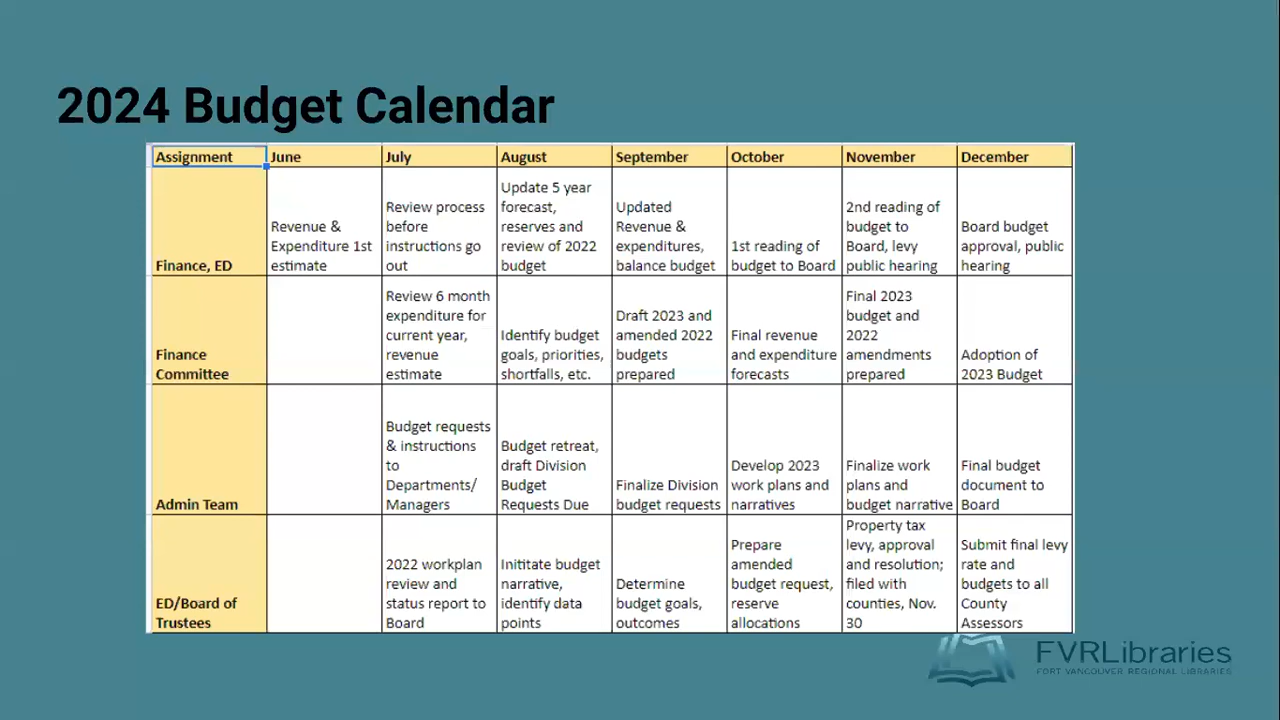 2024 Budget Calendar
Assignment June July August September October November December
Finance, ED
Revenue &
Expenditure 1st
estimate
Review process
before
instructions go
out
Update 5 year
forecast,
reserves and
review of 2022
budget
Updated
Revenue &
expenditures,
balance budget
1st reading of
budget to Board
2nd reading of
budget to
Board, levy
public hearing
Board budget
approval, public
hearing
Finance
Committee
Review 6 month
expenditure for
current year,
revenue
estimate
Identify budget
goals, priorities,
shortfalls, etc.
Draft 2023 and
amended 2022
budgets
prepared
Final revenue
and expenditure
forecasts
Final 2023
budget and
2022
amendments
prepared
Adoption of
2023 Budget
Admin Team
Budget requests
& instructions
to
Departments/
Managers
Budget retreat,
draft Division
Budget
Requests Due
Finalize Division
budget requests
Develop 2023
work plans and
narratives
Finalize work
plans and
budget narrative
Final budget
document to
Board
ED/Board of
Trustees
2022 workplan
review and
status report to
Board
Inititate budget
narrative,
identify data
points
Determine
budget goals,
outcomes
Prepare
amended
budget request,
reserve
allocations
Property tax
levy, approval
and resolution;
filed with
counties, Nov.
30
Submit final levy
rate and
budgets to all
County
Assessors
FVRLibraries
FORT VANCOUVER REGIONAL LIBRARIES